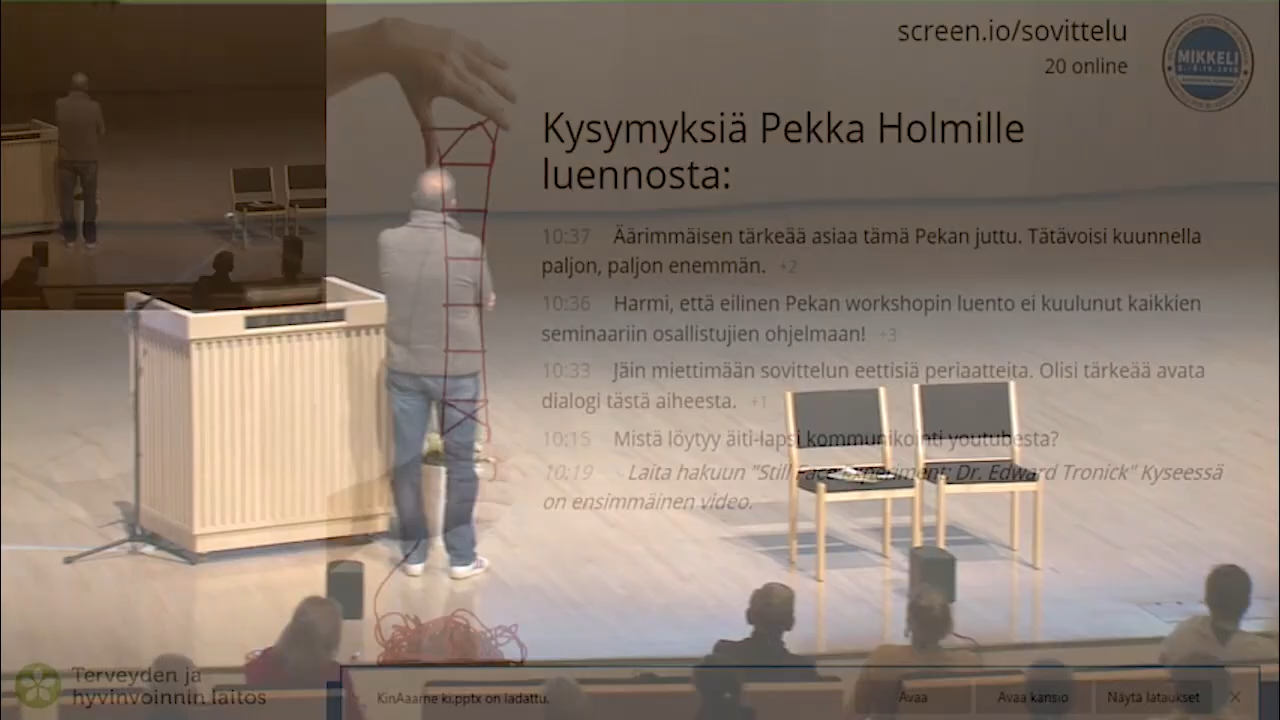 screen.io/sovittelu
20 online
MIKKELI
Kysymyksiä Pekka Holmille
luennosta:
10:37 Äärimmäisen tärkeää asiaa tämä Pekan juttu. Tätävoisi kuunnella
paljon, paljon enemmän. +2
10:36 Harmi, että eilinen Pekan workshopin luento ei kuulunut kaikkien
seminaariin osallistujien ohjelmaan! +3
10:33 Jäin miettimään sovittelun eettisiä periaatteita. Olisi tärkeää avata
dialogi tästä aiheesta. +1
10:15 Mistä löytyy äiti-lapsi kommunikointi youtubesta?
10:19 Laita hakuun "Still Face Experiment: Dr. Edward Tronick" Kyseessä
on ensimmäinen video.
Terveyden ja
hyvinvoinnin laitos
on ladattu.
Avaa
Avaa kansio
Näytä lataukset